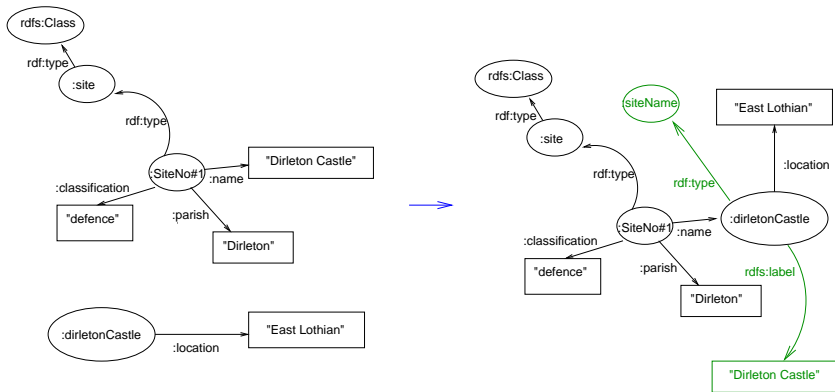 rdfs:Class
rdf:type
:site
rdf:type
:SiteNo#1
:name
"Dirleton Castle"
:classification
"defence"
:parish
"Dirleton"
:dirletonCastle
:location
"East Lothian"
rdfs:Class
rdf:type
:site
rdf:type
:siteName
"East Lothian"
:location
rdf:type
:SiteNo#1
:name
:dirletonCastle
:classification
"defence"
:parish
"Dirleton"
rdfs:label
"Dirleton Castle"